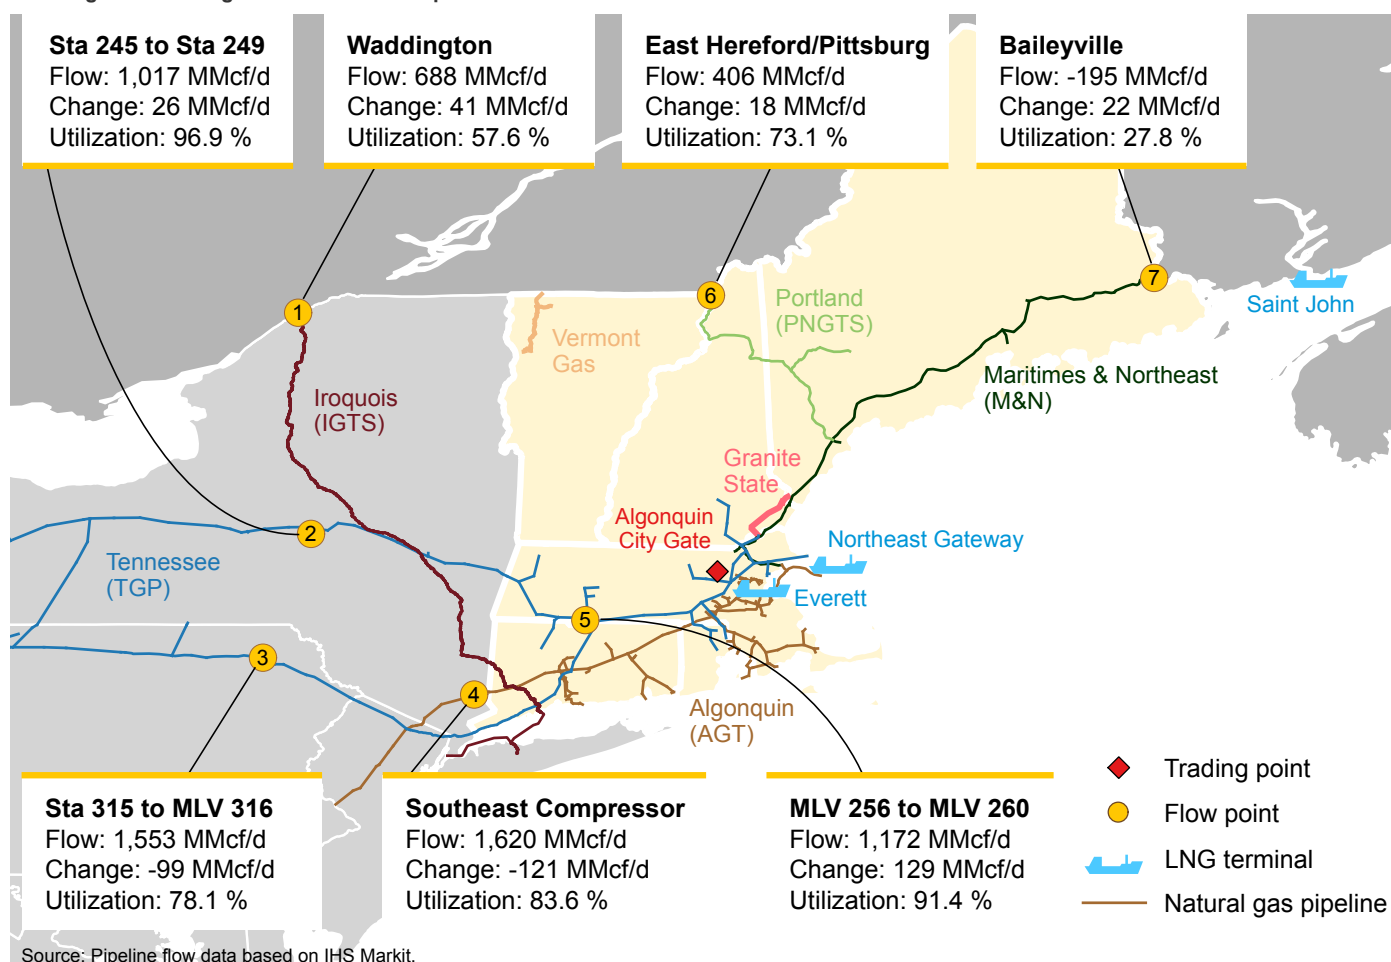 Sta 245 to Sta 249
Flow: 1,017 MMcf/d
Change: 26 MMcf/d
Utilization: 96.9 %
Waddington
Flow: 688 MMcf/d
Change: 41 MMcf/d
Utilization: 57.6 %
East Hereford/Pittsburg
Flow: 406 MMcf/d
Change: 18 MMcf/d
Utilization: 73.1 %
Baileyville
Flow: -195 MMcf/d
Change: 22 MMcf/d
Utilization: 27.8 %
1
6
7
Saint John
Portland
(PNGTS)
Vermont
Gas
Maritimes & Northeast
(M&N)
Iroquois
(IGTS)
Granite
State
Algonquin
City Gate
2
Northeast Gateway
Tennessee
(TGP)
Everett
5
3
4
Algonquin
(AGT)
Sta 315 to MLV 316
Flow: 1,553 MMcf/d
Change: -99 MMcf/d
Utilization: 78.1 %
Southeast Compressor
Flow: 1,620 MMcf/d
Change: -121 MMcf/d
Utilization: 83.6 %
MLV 256 to MLV 260
Flow: 1,172 MMcf/d
Change: 129 MMcf/d
Utilization: 91.4 %
Trading point
Flow point
LNG terminal
Natural gas pipeline
Source: Pipeline flow data based on IHS Markit.